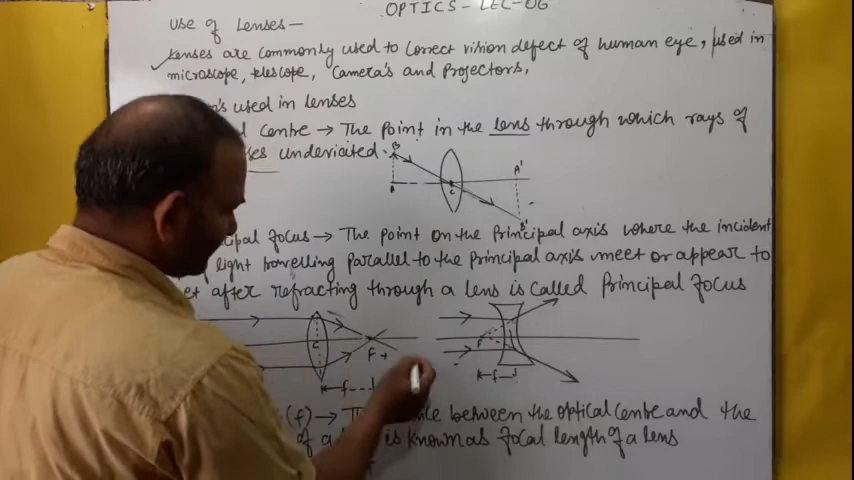 OPTICS - LEC-06
Use of Lenses —
Lenses are commonly used to correct vision defect of human eye, used in
microscope, teles cope, Camera's and Projectors.
used in Lenses
Centre → The Point in the lens through which rays of
undeviated.
B
A'
A
C
B'
Focus → The Point on the Principal axis where the incident
light travelling Parallel to the Principal axis meet or appear to
after refracting through a lens is called Principal focus
C
F
F
f
f
(f) → between the optical centre and the
of a is known as focal length of a lens